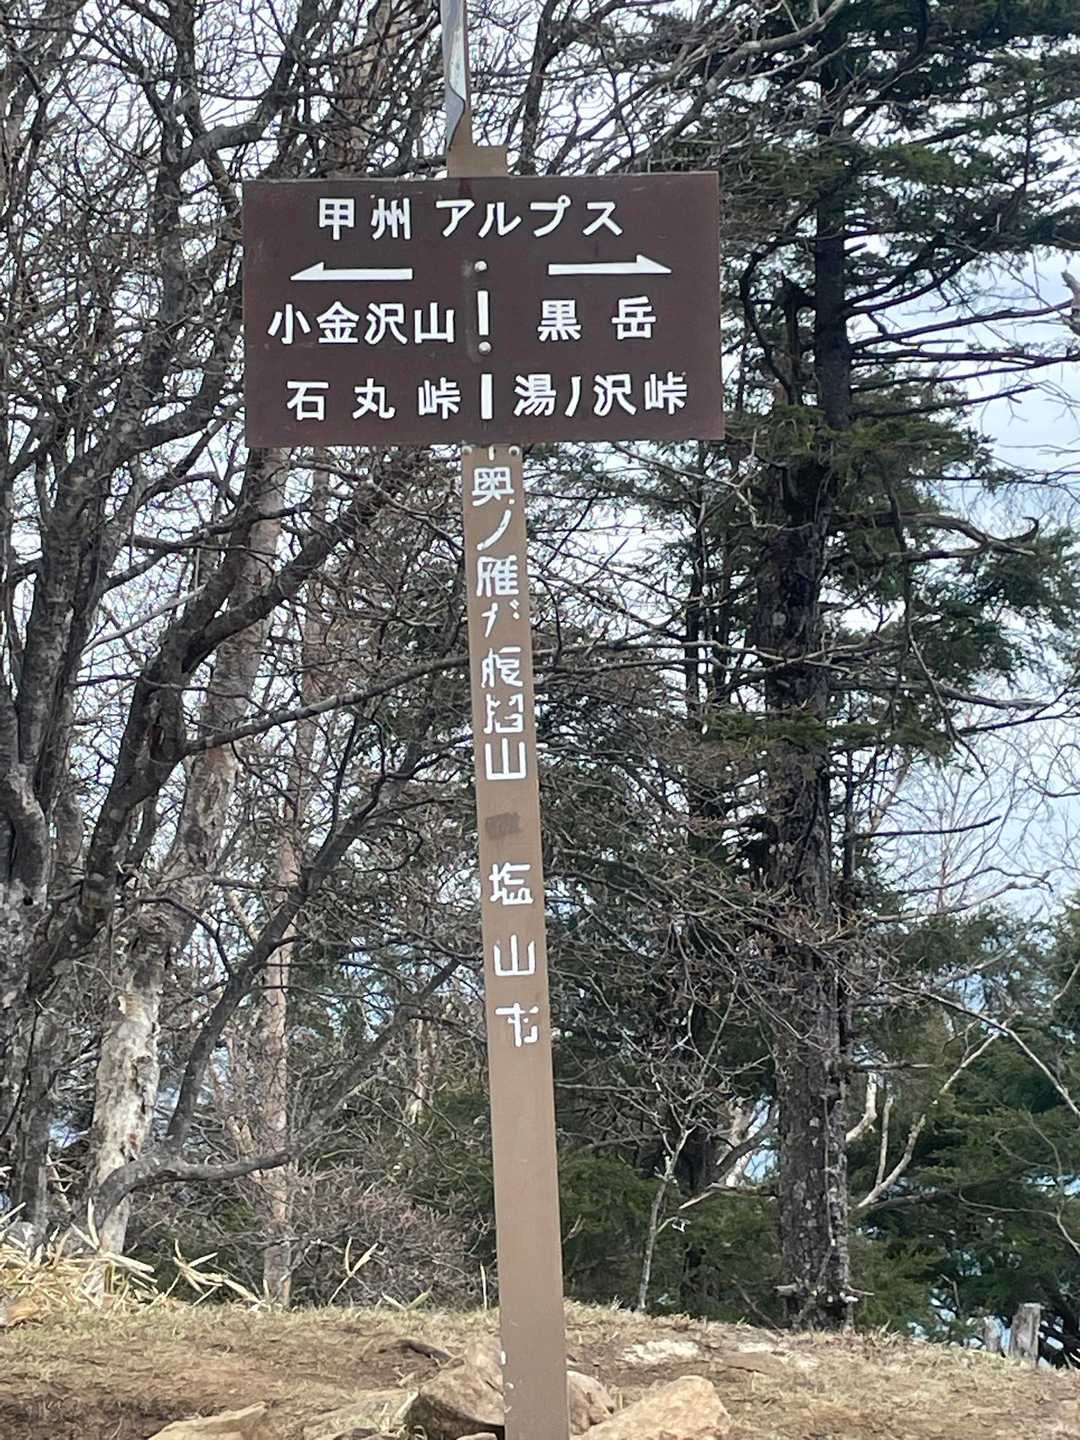 甲州アルプス
小金沢山 黒岳
石丸峠 湯ノ沢峠
奥ノ雁ガ腹摺山
塩山市